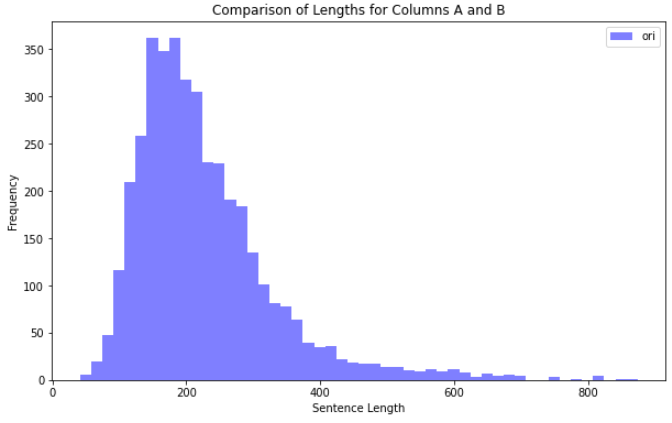 Comparison of Lengths for Columns A and B
ori
Frequency
350
300
250
200
150
100
50
0
0 200 400 600 800
Sentence Length